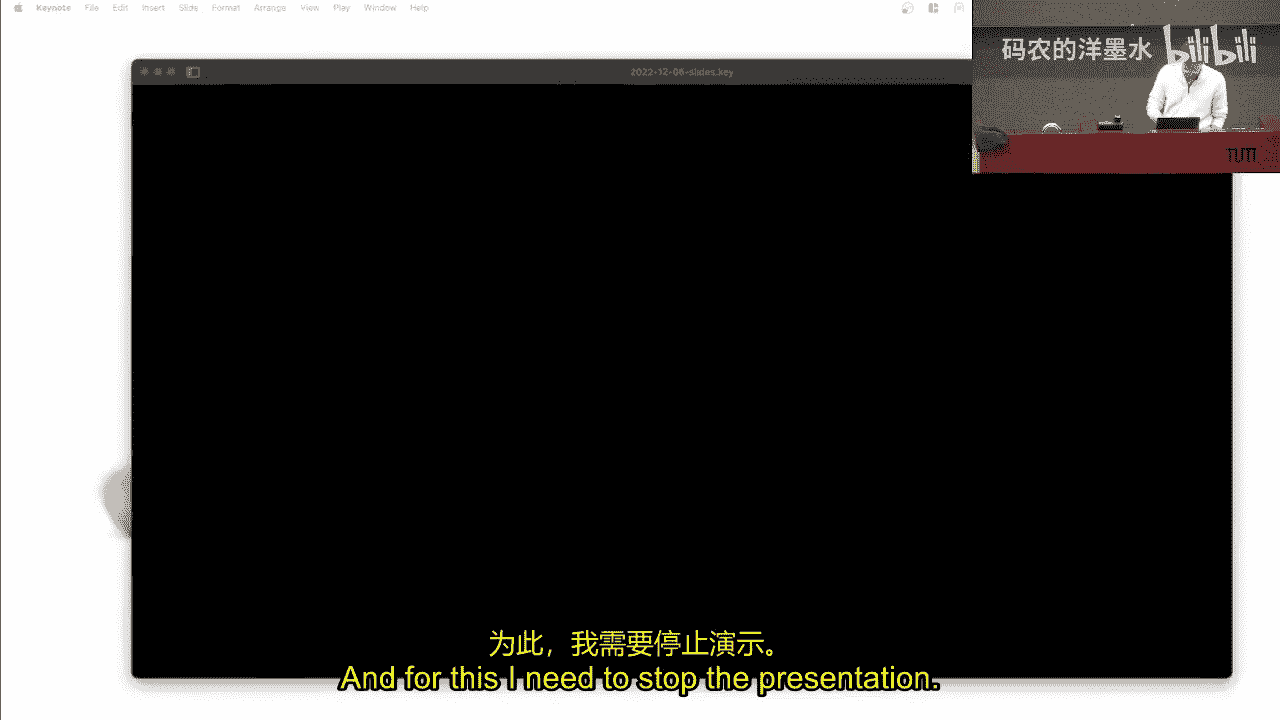 Keynote File Edit Insert Slide Format Arrange View Play Window Help
码农的洋墨水 bilibili
2022-12-06-slides.key
为此，我需要停止演示。
And for this I need to stop the presentation.